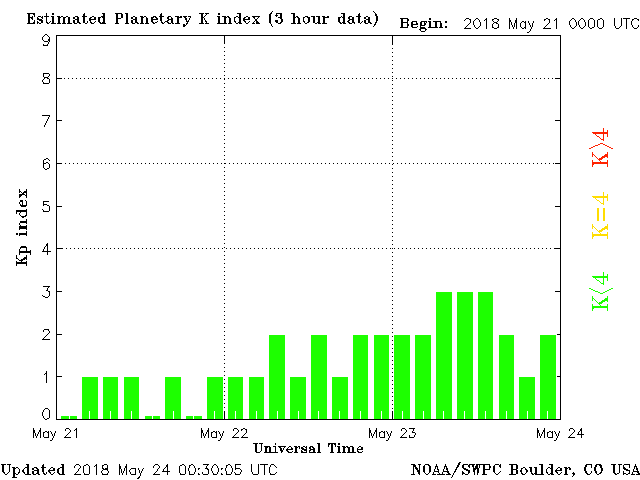 Estimated Planetary K index (3 hour data) Begin: 2018 May 21 0000 UTC
9
8
7
6
5
4
3
2
1
0
Kp index
K>4
K=4
K<4
May 21 May 22 May 23 May 24
Universal Time
Updated 2018 May 24 00:30:05 UTC NOAA/SWPC Boulder, CO USA